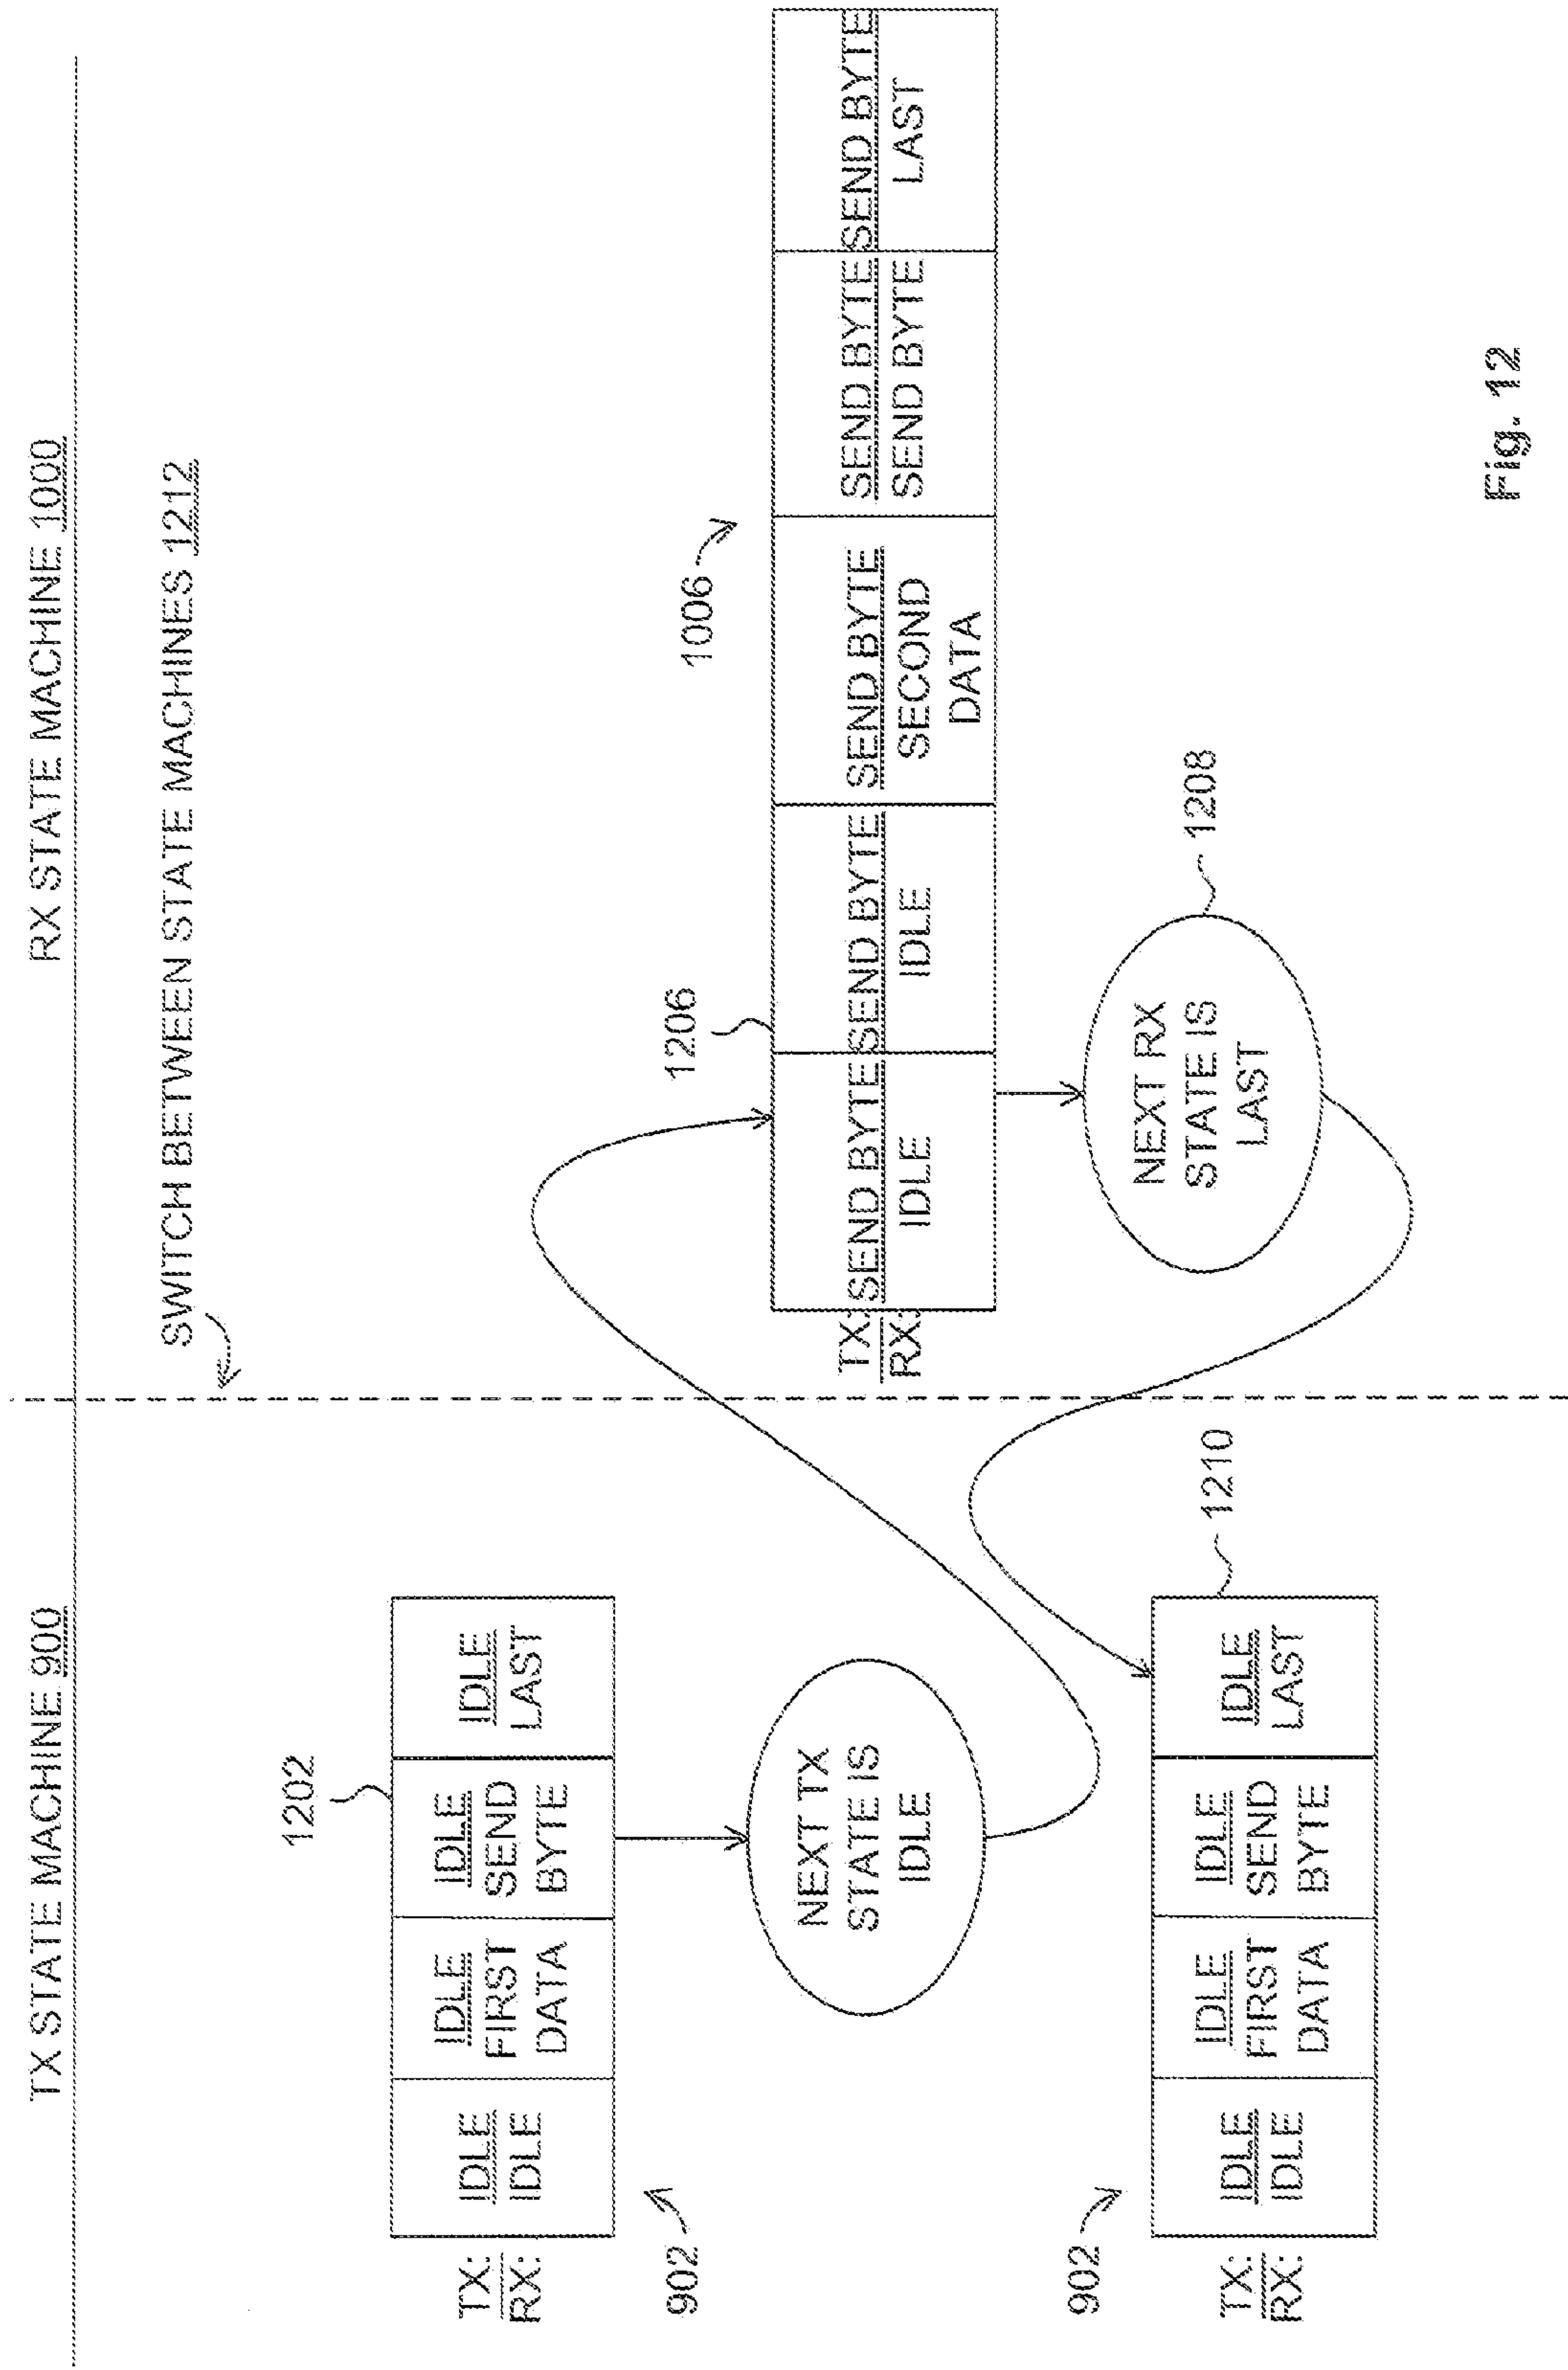 TX STATE MACHINE 900
RX STATE MACHINE 1000
SWITCH BETWEEN STATE MACHINES 1212
1202
TX:
RX:
IDLE
IDLE
IDLE
FIRST
DATA
IDLE
SEND
BYTE
IDLE
LAST
902
NEXT TX
STATE IS
IDLE
1206
1006
TX:
RX:
SEND BYTE
IDLE
SEND BYTE
IDLE
SEND BYTE
SECOND
DATA
SEND BYTE
SEND BYTE
SEND BYTE
LAST
NEXT RX
STATE IS
LAST
1208
902
TX:
RX:
IDLE
IDLE
IDLE
FIRST
DATA
IDLE
SEND
BYTE
IDLE
LAST
1210
Fig. 12